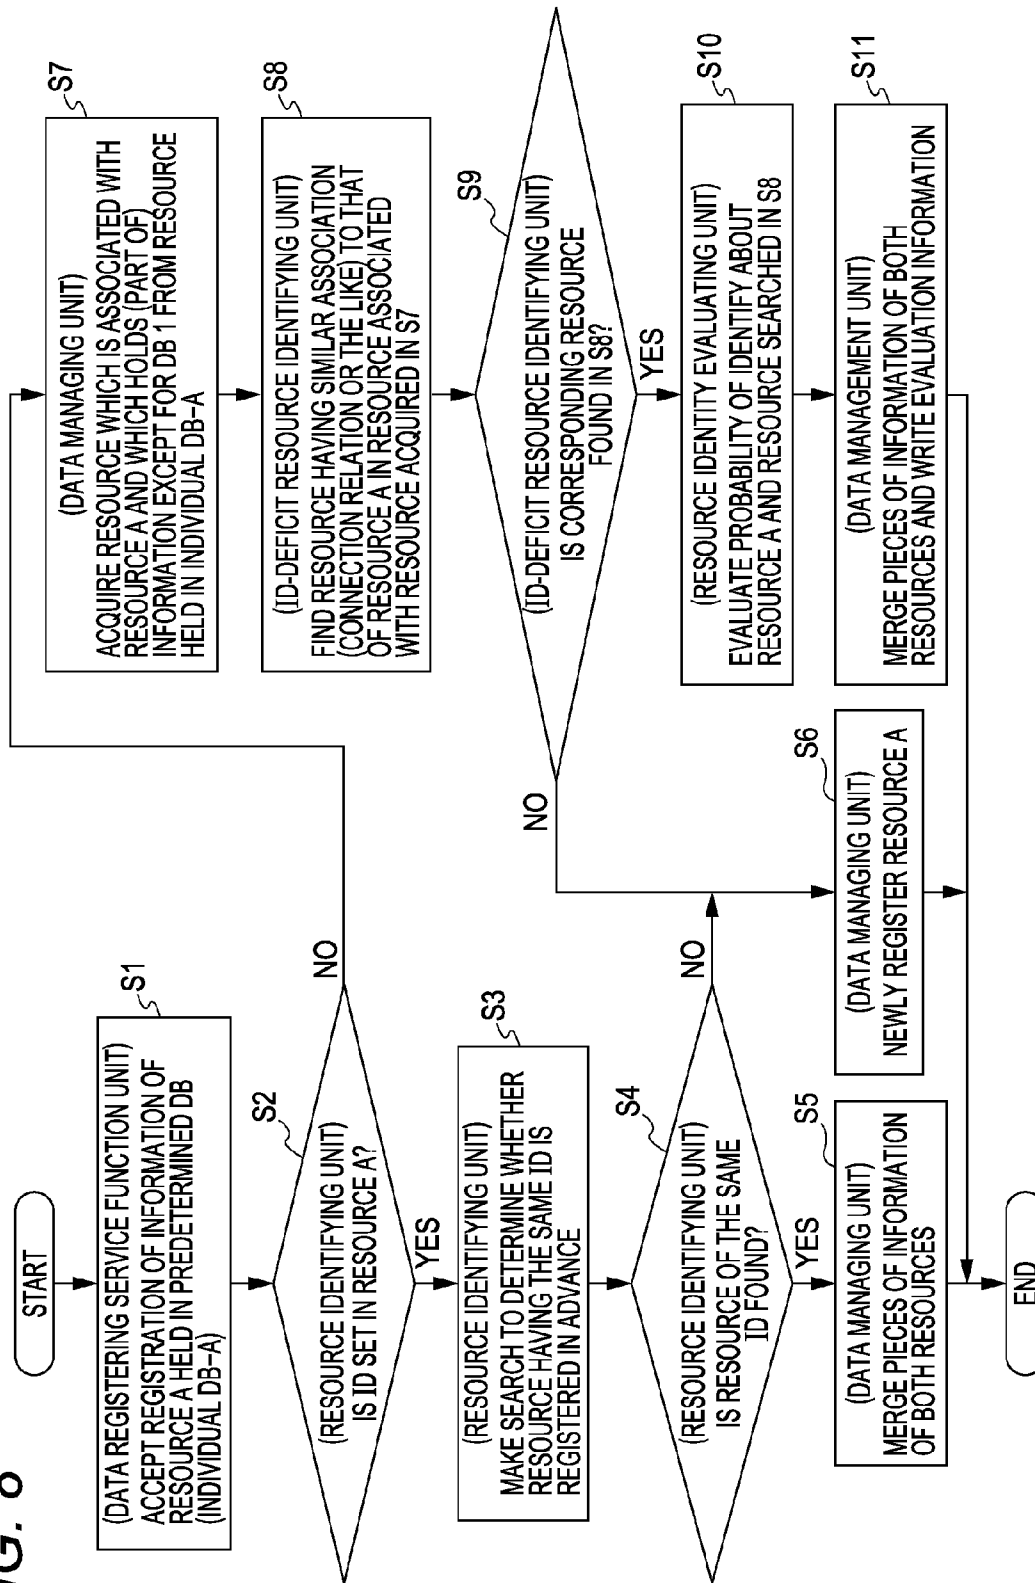 FIG. 8
START
S1
(DATA REGISTERING SERVICE FUNCTION UNIT)
ACCEPT REGISTRATION OF INFORMATION OF
RESOURCE A HELD IN PREDETERMINED DB
(INDIVIDUAL DB-A)
S2
(RESOURCE IDENTIFYING UNIT)
IS ID SET IN RESOURCE A?
NO
YES
S3
(RESOURCE IDENTIFYING UNIT)
MAKE SEARCH TO DETERMINE WHETHER
RESOURCE HAVING THE SAME ID IS
REGISTERED IN ADVANCE
S4
(RESOURCE IDENTIFYING UNIT)
IS RESOURCE OF THE SAME
ID FOUND?
NO
YES
S5
(DATA MANAGING UNIT)
MERGE PIECES OF INFORMATION
OF BOTH RESOURCES
S6
(DATA MANAGING UNIT)
NEWLY REGISTER RESOURCE A
END
S7
(DATA MANAGING UNIT)
ACQUIRE RESOURCE WHICH IS ASSOCIATED WITH
RESOURCE A AND WHICH HOLDS (PART OF)
INFORMATION EXCEPT FOR DB 1 FROM RESOURCE
HELD IN INDIVIDUAL DB-A
S8
(ID-DEFICIT RESOURCE IDENTIFYING UNIT)
FIND RESOURCE HAVING SIMILAR ASSOCIATION
(CONNECTION RELATION OR THE LIKE) TO THAT
OF RESOURCE A IN RESOURCE ASSOCIATED
WITH RESOURCE ACQUIRED IN S7
S9
(ID-DEFICIT RESOURCE IDENTIFYING UNIT)
IS CORRESPONDING RESOURCE
FOUND IN S8?
NO
YES
S10
(RESOURCE IDENTITY EVALUATING UNIT)
EVALUATE PROBABILITY OF IDENTIFY ABOUT
RESOURCE A AND RESOURCE SEARCHED IN S8
S11
(DATA MANAGEMENT UNIT)
MERGE PIECES OF INFORMATION OF BOTH
RESOURCES AND WRITE EVALUATION INFORMATION